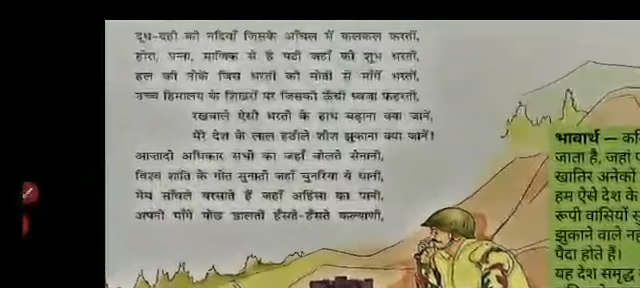 दूध-दही की नदियाँ जिसके आँचल में कलकल करतीं,
हीरा, पन्ना, माणिक से है पटी जहाँ की शुभ धरती,
हल की नोंकें जिस धरती की मोती से माँगें भरतीं,
उच्च हिमालय के शिखरों पर जिसकी ऊँची ध्वजा फहरती,
रखवाले ऐसी धरती के हाथ बढ़ाना क्या जानें,
मेरे देश के लाल हठीले शीश झुकाना क्या जानें!
आज़ादी अधिकार सभी का जहाँ बोलते सेनानी,
विश्व शांति के गीत सुनाती जहाँ चुनरिया ये धानी,
मेघ साँवले बरसाते हैं जहाँ अहिंसा का पानी,
अपनी माँगें पोंछ डालतीं हँसते-हँसते कल्याणी,
भावार्थ —
जाता है, जहां
खातिर अनेकों
हम ऐसे देश के
रूपी वासियों
झुकाने वाले
पैदा होते हैं।
यह देश समृद्ध